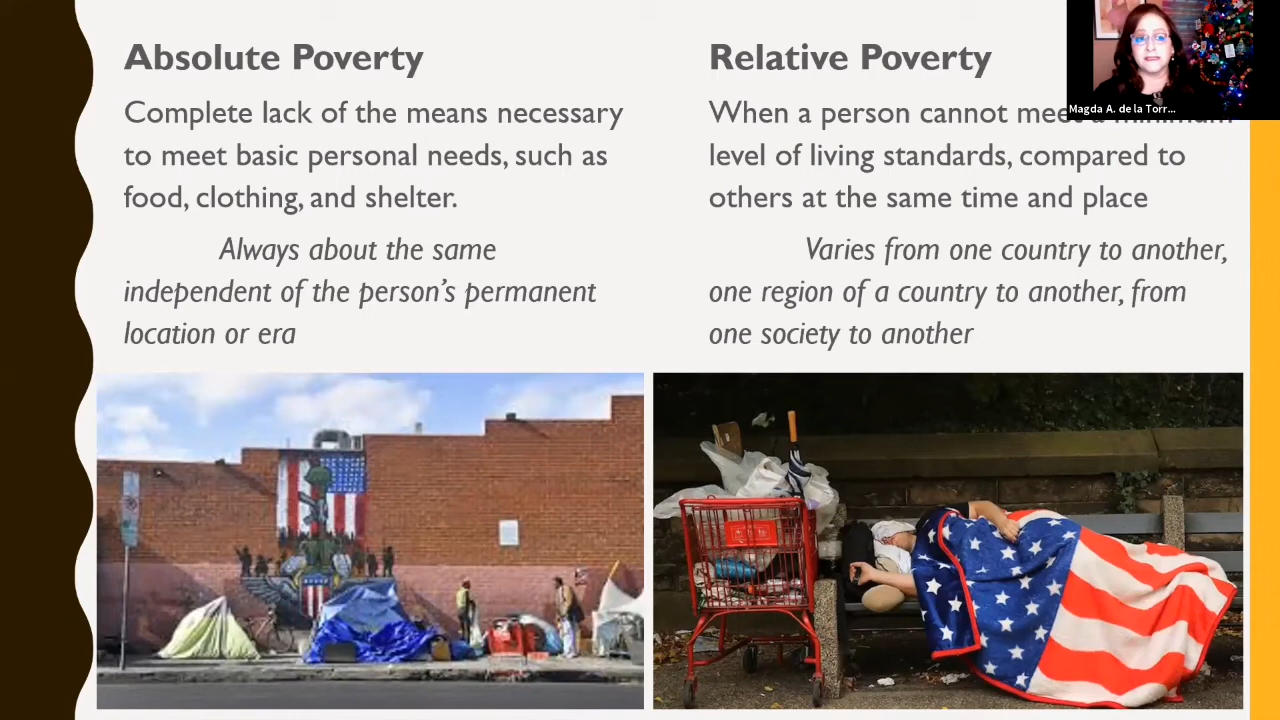 Absolute Poverty
Complete lack of the means necessary
to meet basic personal needs, such as
food, clothing, and shelter.
Always about the same
independent of the person's permanent
location or era
Relative Poverty
When a person cannot meet a minimum
level of living standards, compared to
others at the same time and place
Varies from one country to another,
one region of a country to another, from
one society to another
Magda A. de la Torr...